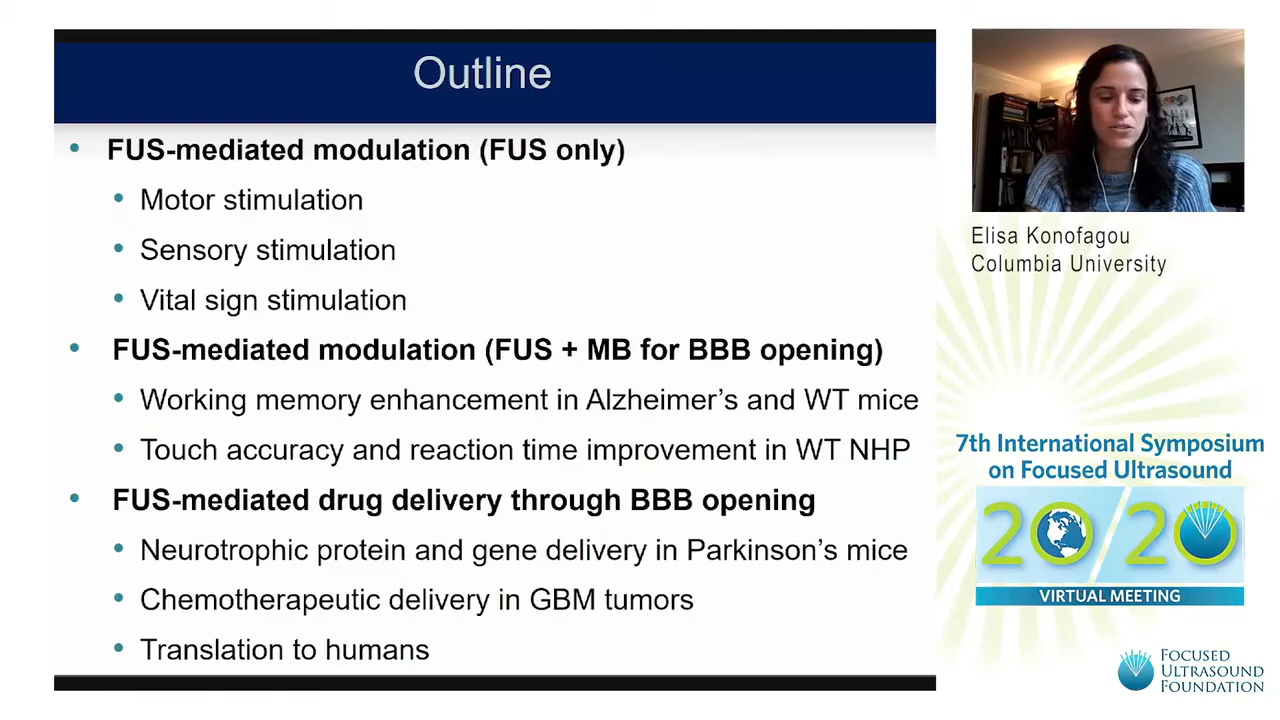 Outline
FUS-mediated modulation (FUS only)
Motor stimulation
Sensory stimulation
Vital sign stimulation
FUS-mediated modulation (FUS + MB for BBB opening)
Working memory enhancement in Alzheimer's and WT mice
Touch accuracy and reaction time improvement in WT NHP
FUS-mediated drug delivery through BBB opening
Neurotrophic protein and gene delivery in Parkinson's mice
Chemotherapeutic delivery in GBM tumors
Translation to humans
Elisa Konofagou
Columbia University
7th International Symposium
on Focused Ultrasound
20/20
VIRTUAL MEETING
FOCUSED
ULTRASOUND
FOUNDATION